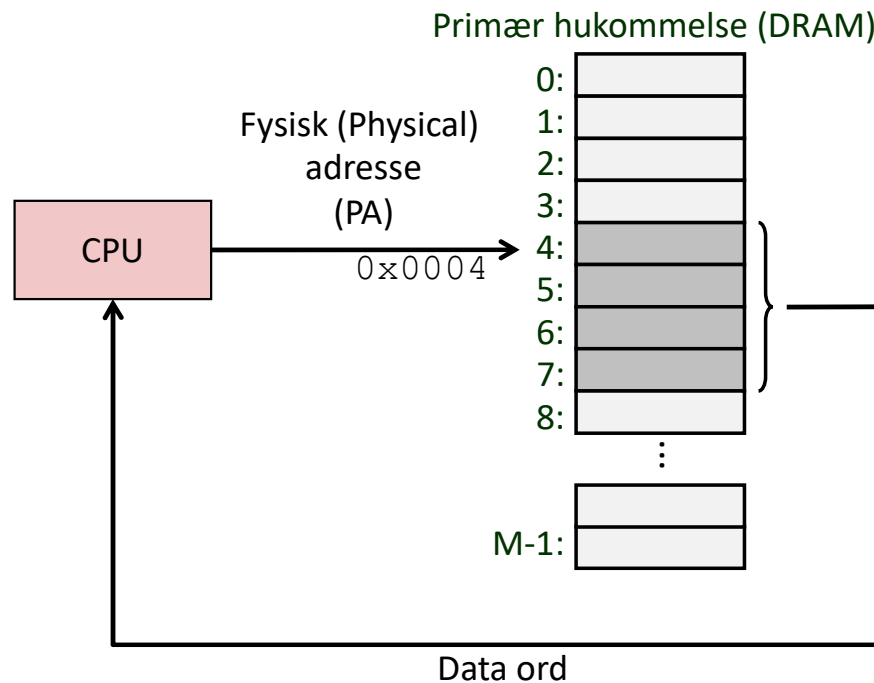 Primær hukommelse (DRAM)
0:
1:
Fysisk (Physical)
adresse
(PA)
2:
3:
CPU
0x0004
4:
5:
6:
7:
8:
...
M-1:
Data ord